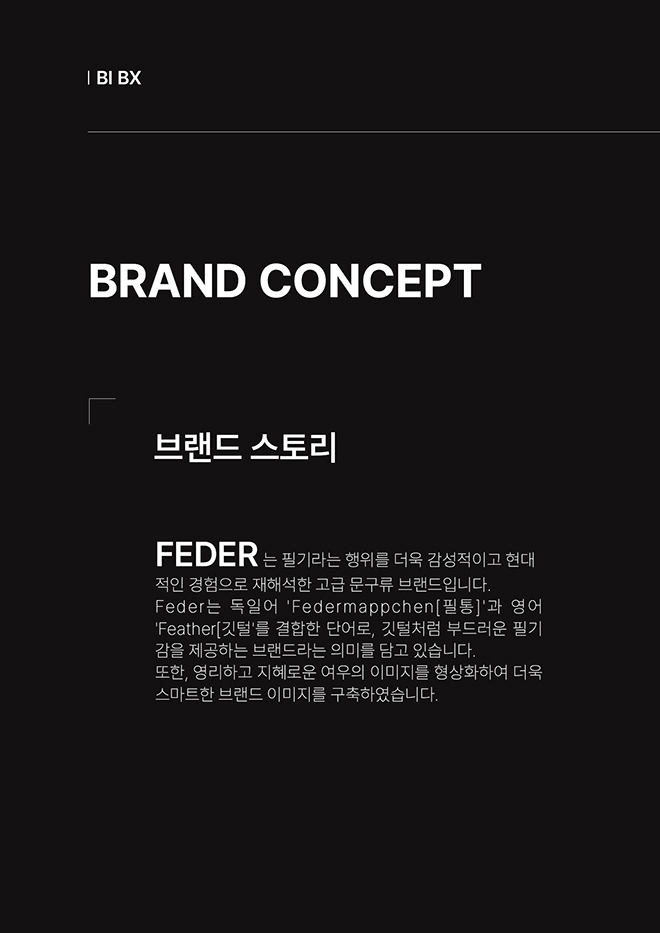 BI BX
BRAND CONCEPT
브랜드 스토리
FEDER 는 필기라는 행위를 더욱 감성적이고 현대
적인 경험으로 재해석한 고급 문구류 브랜드입니다.
Feder는 독일어 'Federmappchen[필통]'과 영어
'Feather[깃털'를 결합한 단어로, 깃털처럼 부드러운 필기
감을 제공하는 브랜드라는 의미를 담고 있습니다.
또한, 영리하고 지혜로운 여우의 이미지를 형상화하여 더욱
스마트한 브랜드 이미지를 구축하였습니다.